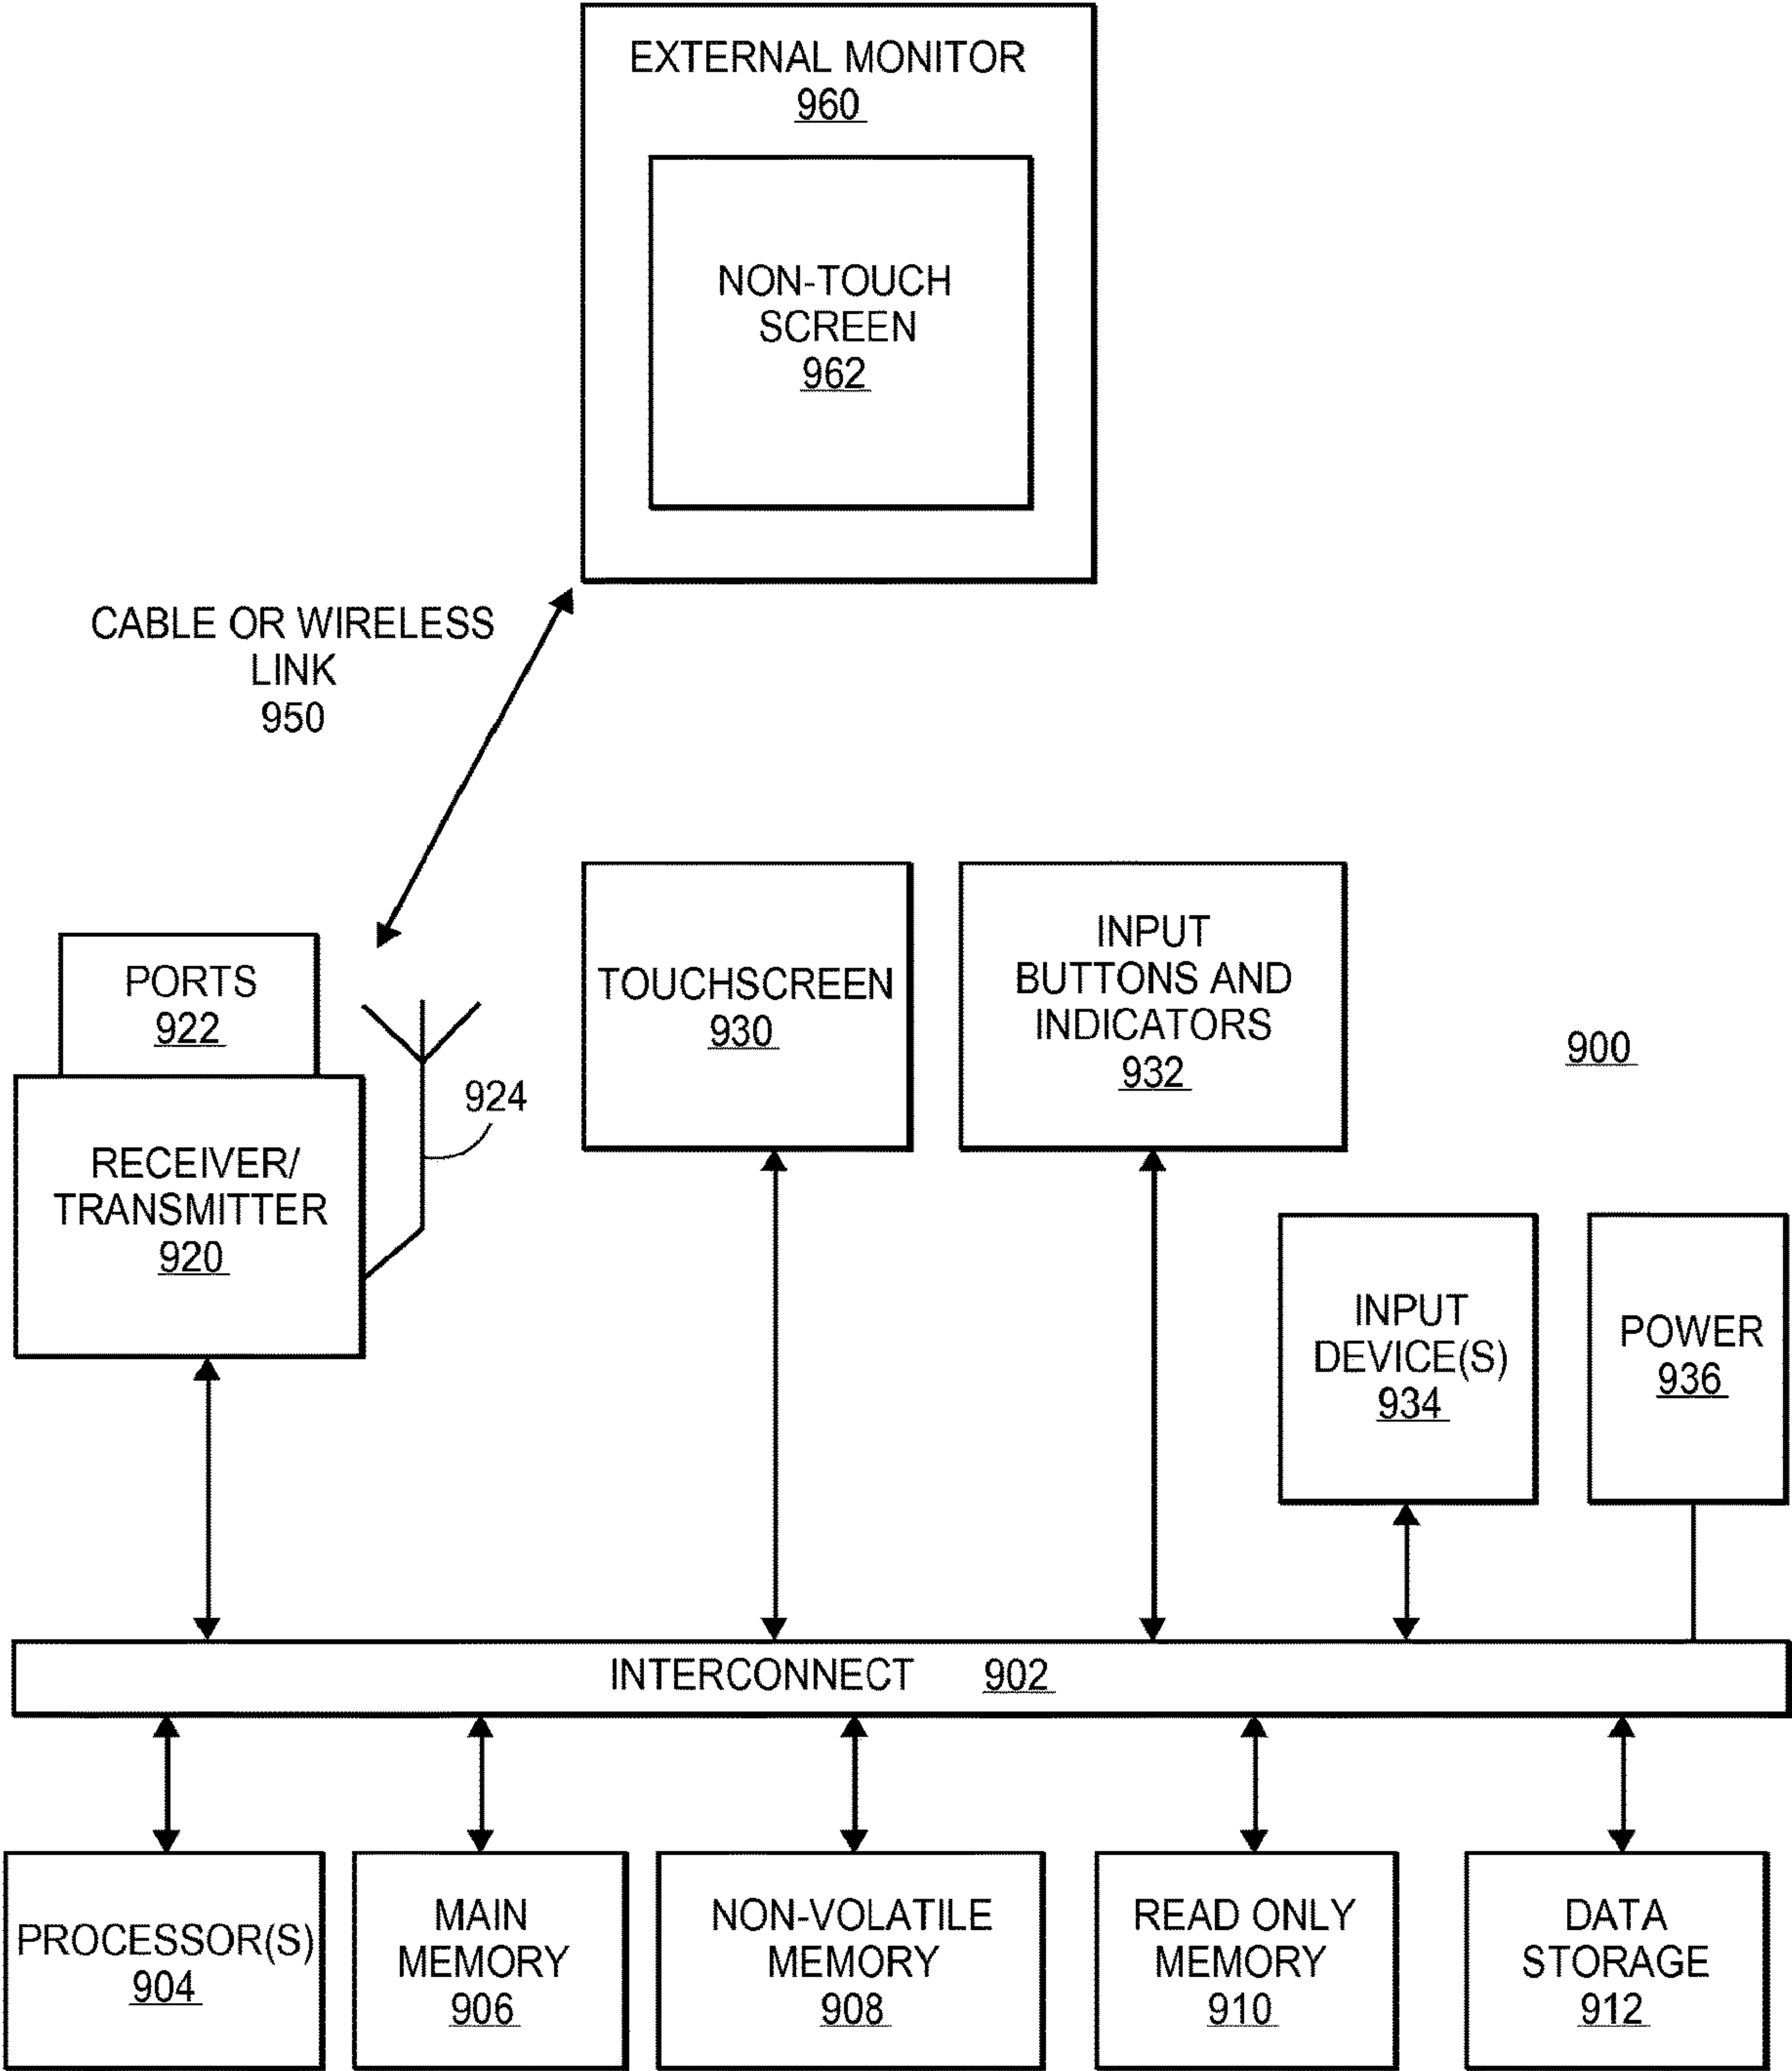 EXTERNAL MONITOR
960
NON-TOUCH
SCREEN
962
CABLE OR WIRELESS
LINK
950
PORTS
922
924
RECEIVER/
TRANSMITTER
920
TOUCHSCREEN
930
INPUT
BUTTONS AND
INDICATORS
932
900
INPUT
DEVICE(S)
934
POWER
936
INTERCONNECT 902
PROCESSOR(S)
904
MAIN
MEMORY
906
NON-VOLATILE
MEMORY
908
READ ONLY
MEMORY
910
DATA
STORAGE
912